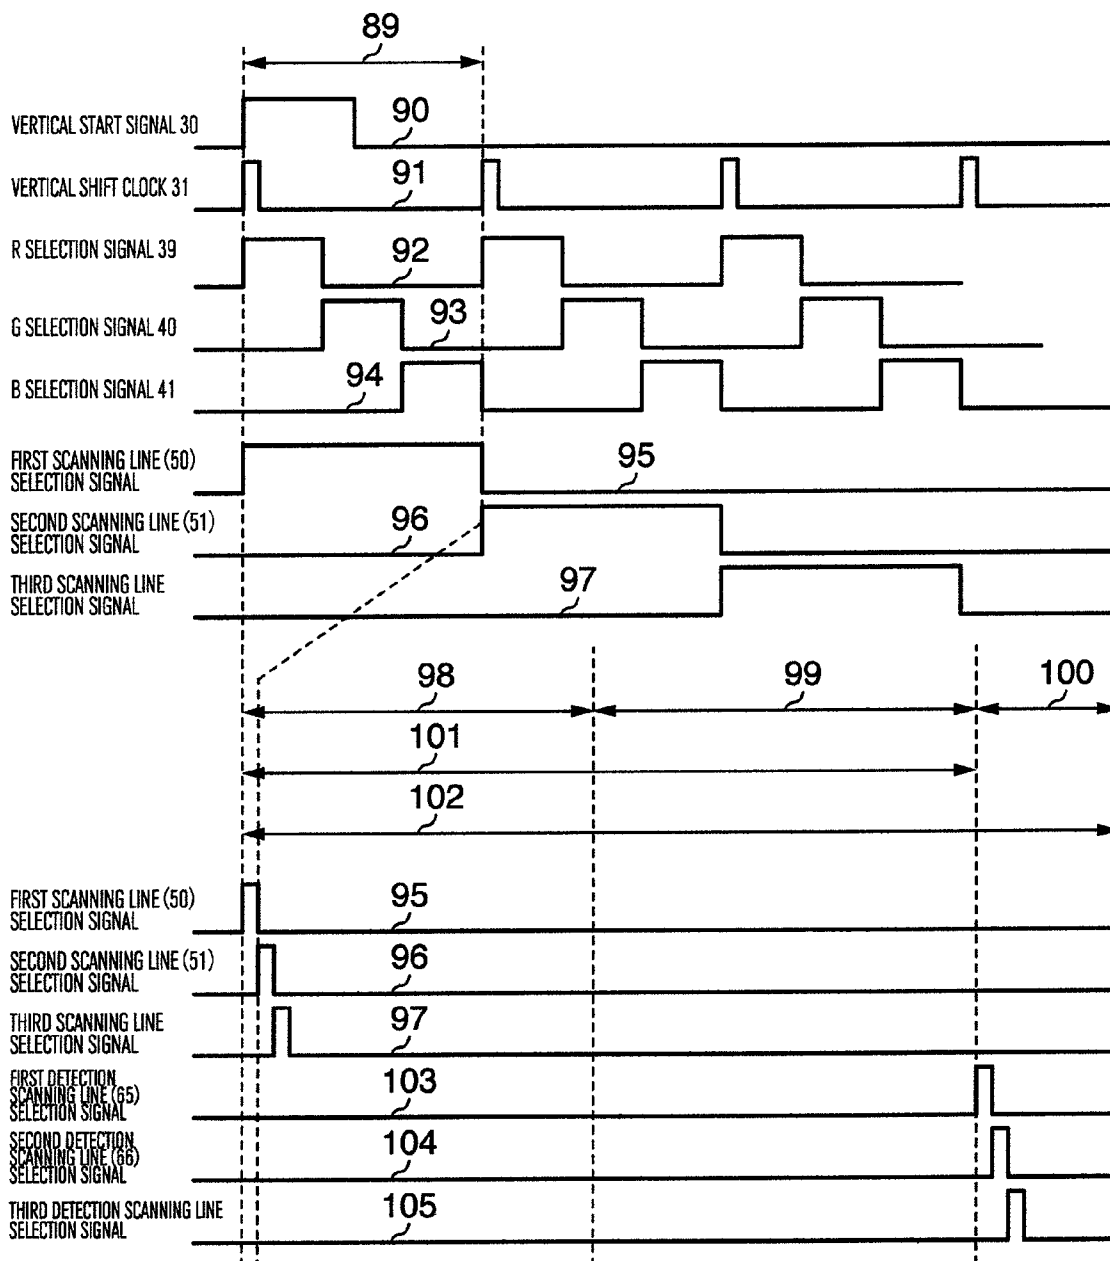 89
VERTICAL START SIGNAL 30
90
VERTICAL SHIFT CLOCK 31
91
R SELECTION SIGNAL 39
92
G SELECTION SIGNAL 40
93
B SELECTION SIGNAL 41
94
FIRST SCANNING LINE (50)
SELECTION SIGNAL
95
SECOND SCANNING LINE (51)
SELECTION SIGNAL
96
THIRD SCANNING LINE
SELECTION SIGNAL
97
98
99
100
101
102
FIRST SCANNING LINE (50)
SELECTION SIGNAL
95
SECOND SCANNING LINE (51)
SELECTION SIGNAL
96
THIRD SCANNING LINE
SELECTION SIGNAL
97
FIRST DETECTION
SCANNING LINE (65)
SELECTION SIGNAL
103
SECOND DETECTION
SCANNING LINE (66)
SELECTION SIGNAL
104
THIRD DETECTION SCANNING LINE
SELECTION SIGNAL
105